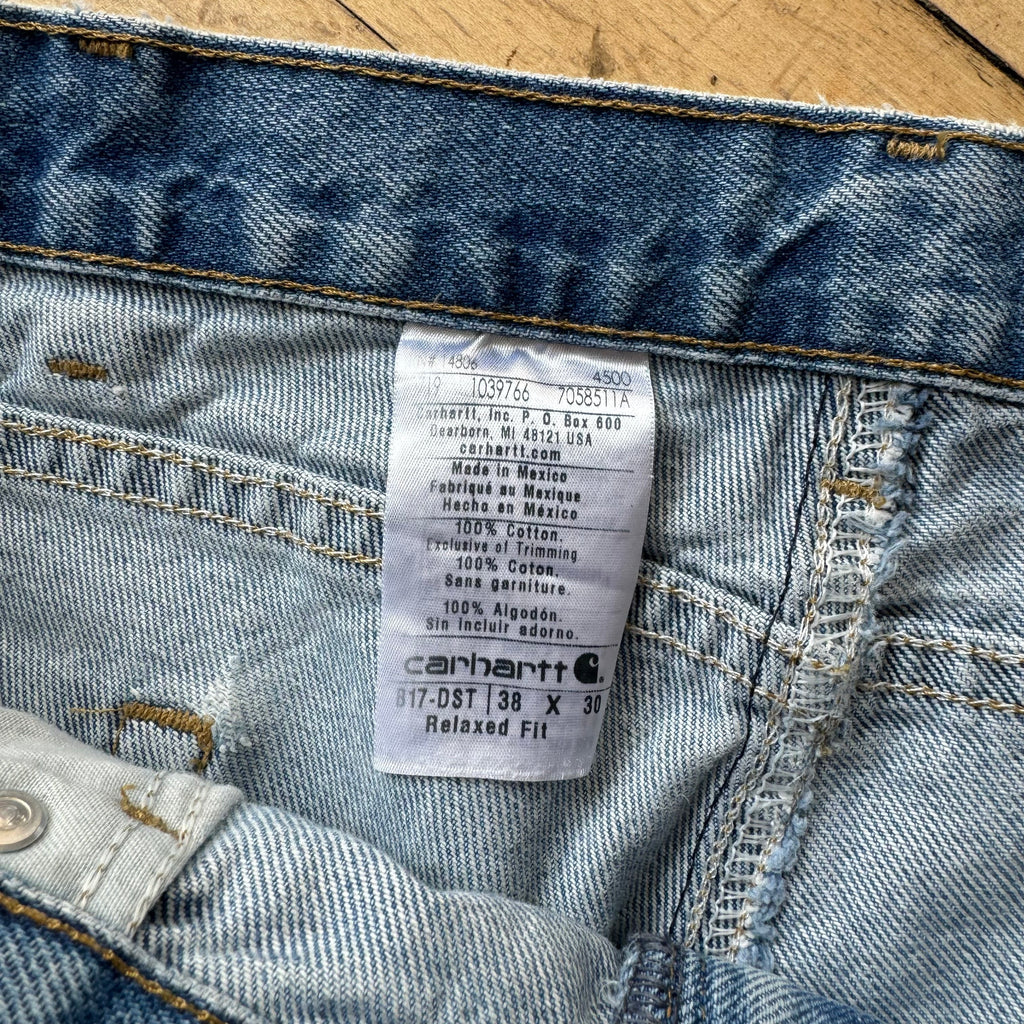 # 14806 4500
19 1039766 7058511A
Carhartt, Inc. P. O. Box 600
Dearborn, MI 48121 USA
carhartt.com
Made in Mexico
Fabriqué au Mexique
Hecho en México
100% Cotton.
Exclusive of Trimming
100% Coton.
Sans garniture.
100% Algodón.
Sin incluir adorno.
carhartt
B17-DST 38 X 30
Relaxed Fit